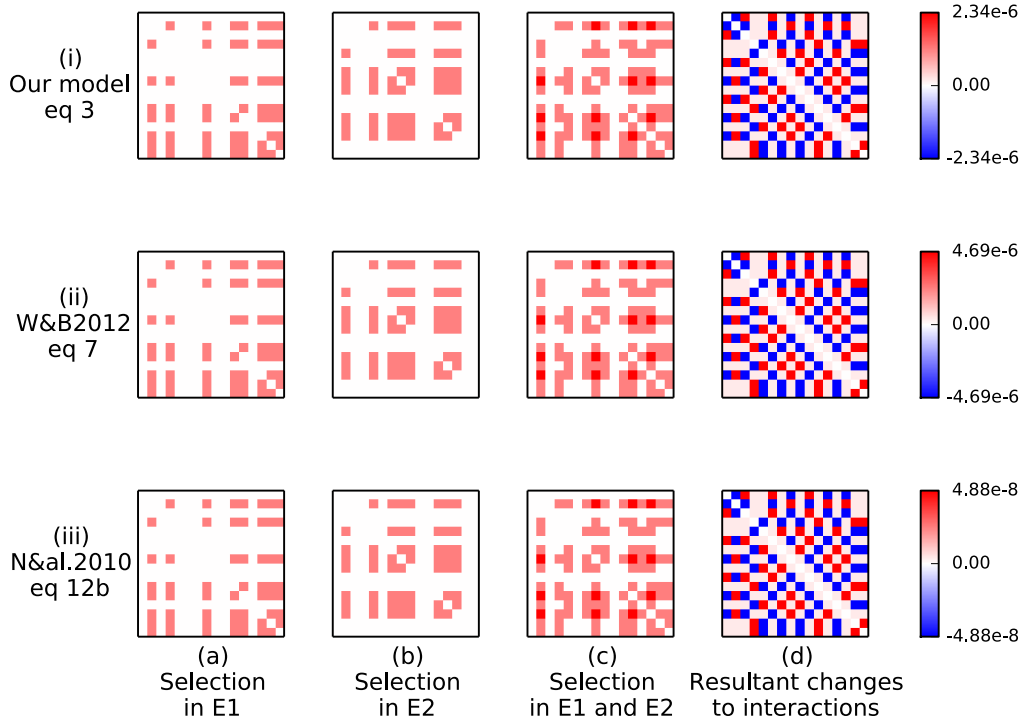 (i)
Our model
eq 3
2.34e-6
0.00
-2.34e-6
(ii)
W&B2012
eq 7
4.69e-6
0.00
-4.69e-6
(iii)
N&al.2010
eq 12b
4.88e-8
0.00
-4.88e-8
(a)
Selection
in E1
(b)
Selection
in E2
(c)
Selection
in E1 and E2
(d)
Resultant changes
to interactions